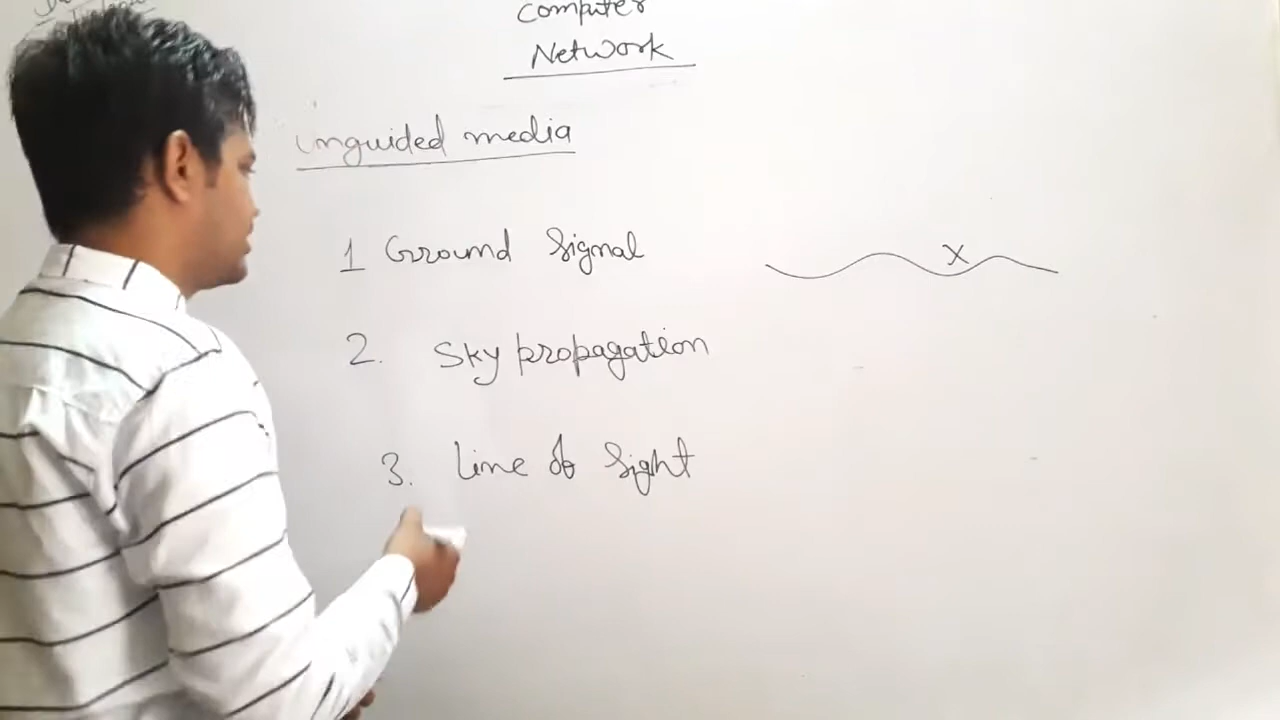 Computer
Network
Unguided media
1 Ground Signal X
2. Sky propagation
3. Line of Sight